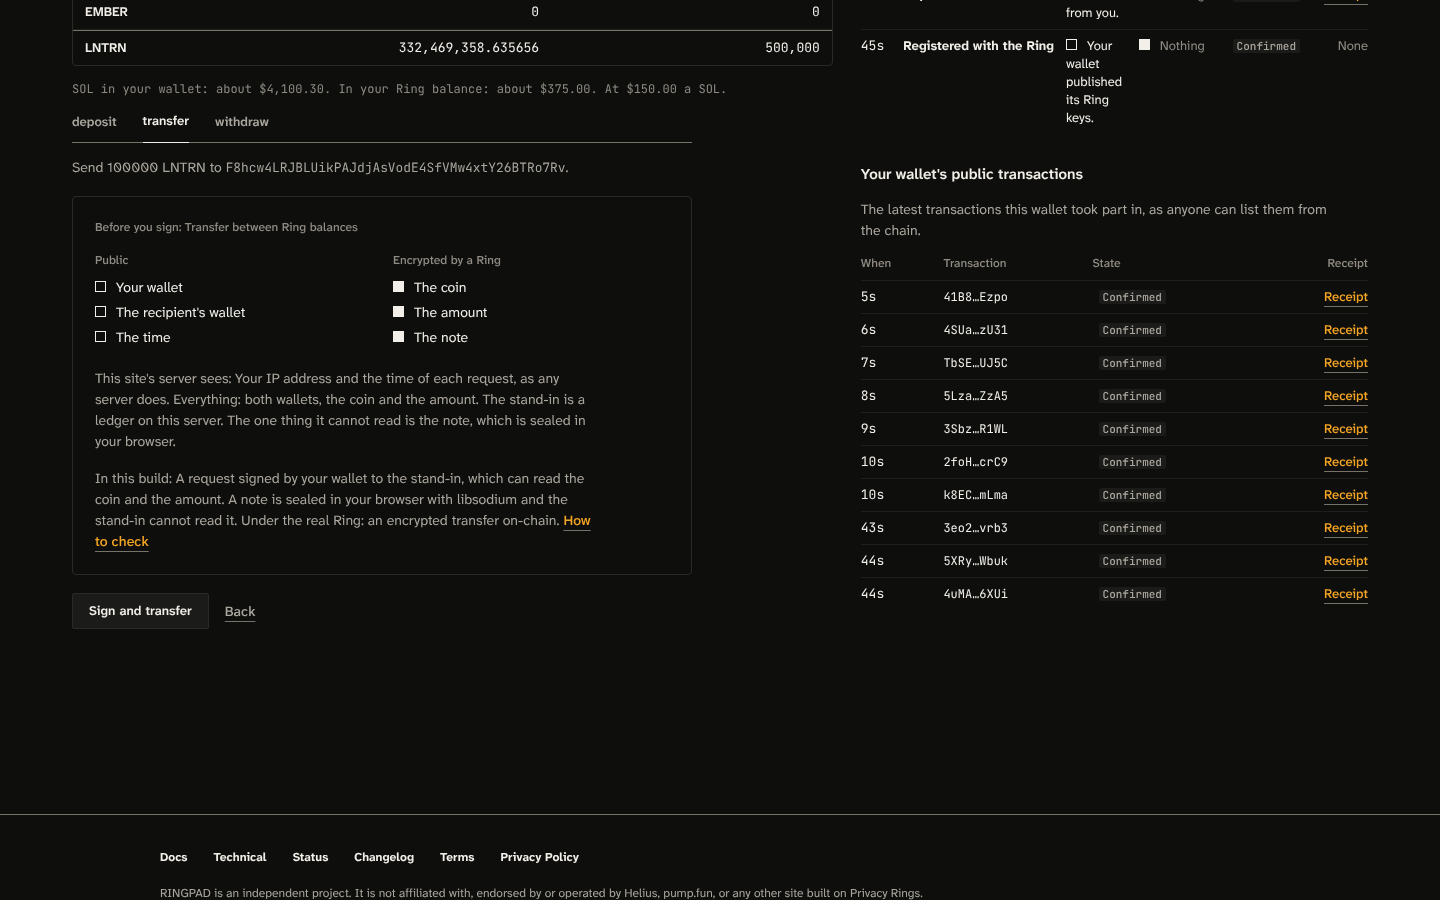 EMBER 0 0
LNTRN 332,469,358.635656 500,000
SOL in your wallet: about $4,100.30. In your Ring balance: about $375.00. At $150.00 a SOL.
deposit transfer withdraw
Send 100000 LNTRN to F8hcw4LRJBLUikPAJdjAsVodE4SfVMw4xtY26BTRo7Rv.
Before you sign: Transfer between Ring balances
Public Encrypted by a Ring
Your wallet The coin
The recipient's wallet The amount
The time The note
This site's server sees: Your IP address and the time of each request, as any
server does. Everything: both wallets, the coin and the amount. The stand-in is a
ledger on this server. The one thing it cannot read is the note, which is sealed in
your browser.
In this build: A request signed by your wallet to the stand-in, which can read the
coin and the amount. A note is sealed in your browser with libsodium and the
stand-in cannot read it. Under the real Ring: an encrypted transfer on-chain. How
to check
Sign and transfer Back
from you.
45s Registered with the Ring Your Nothing Confirmed None
wallet
published
its Ring
keys.
Your wallet's public transactions
The latest transactions this wallet took part in, as anyone can list them from
the chain.
When Transaction State Receipt
5s 41B8…Ezpo Confirmed Receipt
6s 4SUa…zU31 Confirmed Receipt
7s TbSE…UJ5C Confirmed Receipt
8s 5Lza…ZzA5 Confirmed Receipt
9s 3Sbz…R1WL Confirmed Receipt
10s 2foH…crC9 Confirmed Receipt
10s k8EC…mLma Confirmed Receipt
43s 3eo2…vrb3 Confirmed Receipt
44s 5XRy…Wbuk Confirmed Receipt
44s 4uMA…6XUi Confirmed Receipt
Docs Technical Status Changelog Terms Privacy Policy
RINGPAD is an independent project. It is not affiliated with, endorsed by or operated by Helius, pump.fun, or any other site built on Privacy Rings.